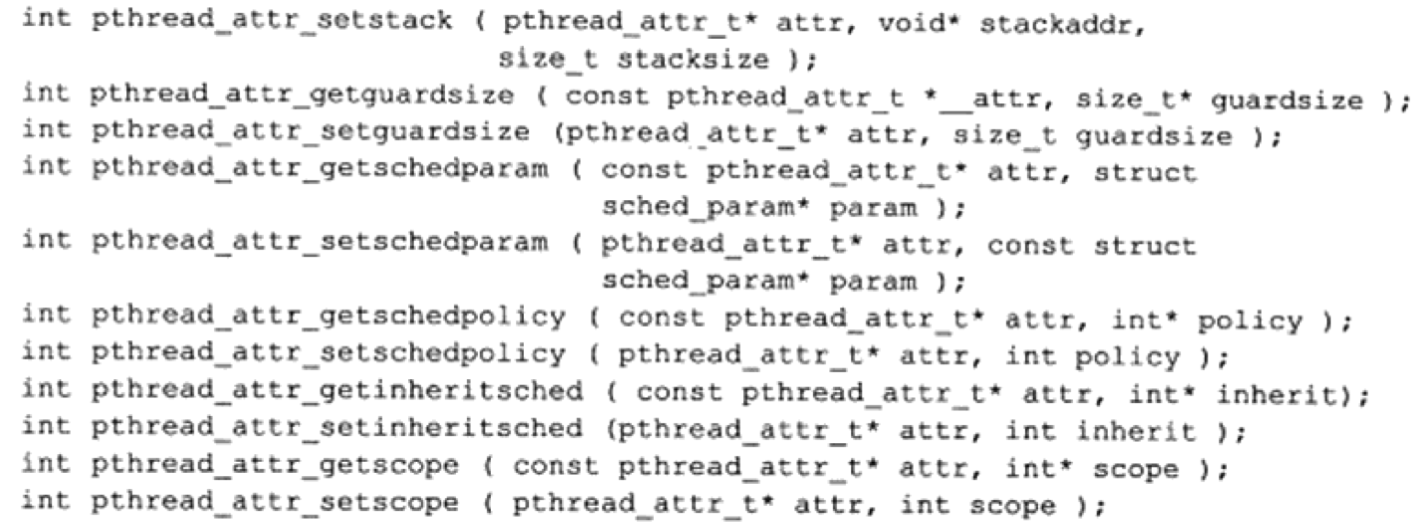 int pthread_attr_setstack ( pthread_attr_t* attr, void* stackaddr,
size_t stacksize );
int pthread_attr_getguardsize ( const pthread_attr_t *__attr, size_t* guardsize );
int pthread_attr_setguardsize (pthread_attr_t* attr, size_t guardsize );
int pthread_attr_getschedparam ( const pthread_attr_t* attr, struct
sched_param* param );
int pthread_attr_setschedparam ( pthread_attr_t* attr, const struct
sched_param* param );
int pthread_attr_getschedpolicy ( const pthread_attr_t* attr, int* policy );
int pthread_attr_setschedpolicy ( pthread_attr_t* attr, int policy );
int pthread_attr_getinheritsched ( const pthread_attr_t* attr, int* inherit);
int pthread_attr_setinheritsched (pthread_attr_t* attr, int inherit );
int pthread_attr_getscope ( const pthread_attr_t* attr, int* scope );
int pthread_attr_setscope ( pthread_attr_t* attr, int scope );